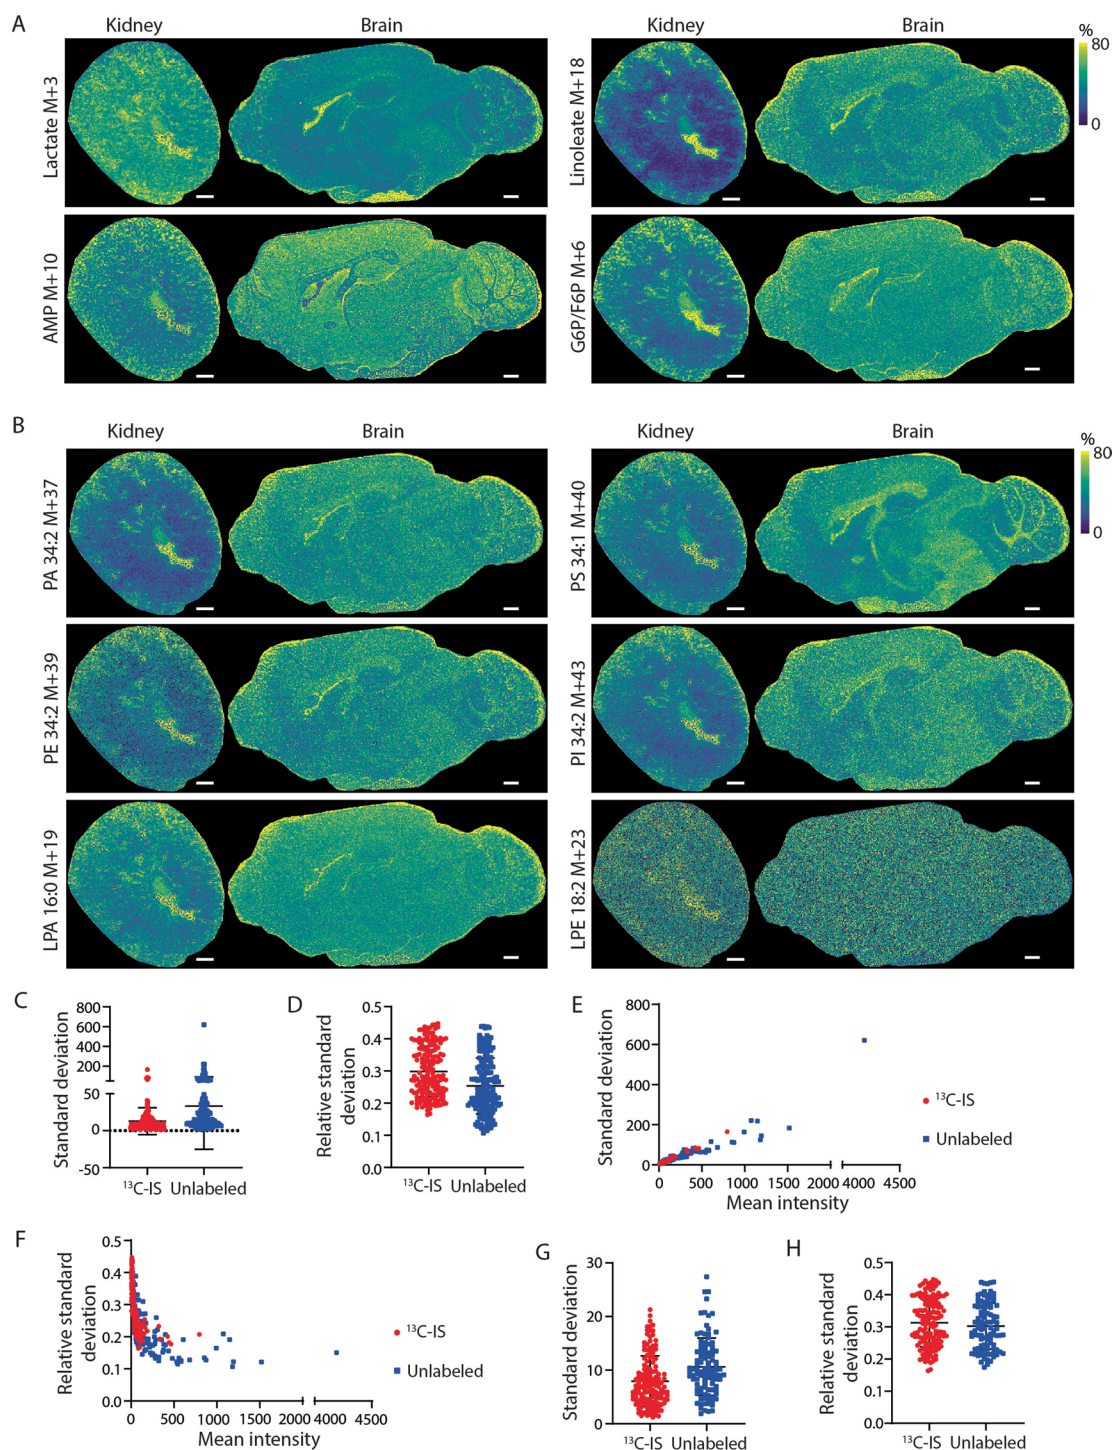 A
Kidney
Brain
Kidney
Brain
%
80
0
Lactate M+3
Linoleate M+18
AMP M+10
G6P/F6P M+6
B
Kidney
Brain
Kidney
Brain
%
80
0
PA 34:2 M+37
PS 34:1 M+40
PE 34:2 M+39
PI 34:2 M+43
LPA 16:0 M+19
LPE 18:2 M+23
C
Standard deviation
800
600
400
200
50
0
-50
¹³C-IS
Unlabeled
D
Relative standard
deviation
0.5
0.4
0.3
0.2
0.1
0.0
¹³C-IS
Unlabeled
E
Standard deviation
800
600
400
200
0
0
500
1000
1500
2000
4000
4500
Mean intensity
¹³C-IS
Unlabeled
F
Relative standard
deviation
0.5
0.4
0.3
0.2
0.1
0.0
0
500
1000
1500
2000
4000
4500
Mean intensity
¹³C-IS
Unlabeled
G
Standard deviation
30
20
10
0
¹³C-IS
Unlabeled
H
Relative standard
deviation
0.5
0.4
0.3
0.2
0.1
0.0
¹³C-IS
Unlabeled